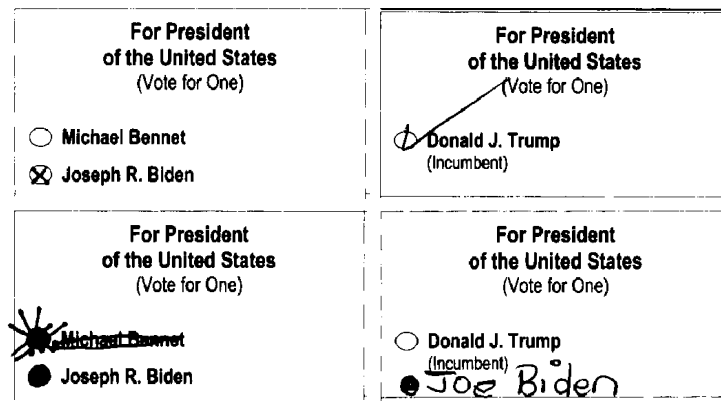 For President
of the United States
(Vote for One)
Michael Bennet
Joseph R. Biden
For President
of the United States
(Vote for One)
Donald J. Trump
(Incumbent)
For President
of the United States
(Vote for One)
Michael Bennet
Joseph R. Biden
For President
of the United States
(Vote for One)
Donald J. Trump
(Incumbent)
Joe Biden